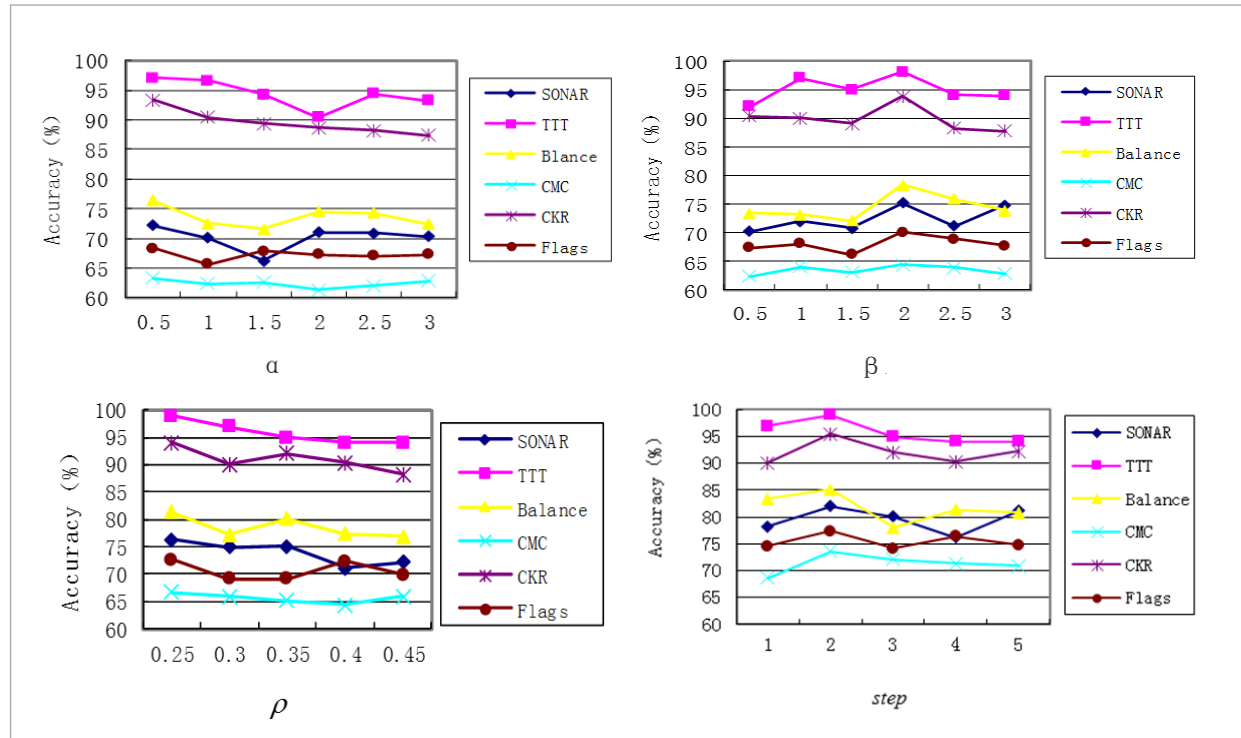 Accuracy (%)
100
95
90
85
80
75
70
65
60
0.5 1 1.5 2 2.5 3
α
SONAR
TTT
Blance
CMC
CKR
Flags
Accuracy (%)
100
95
90
85
80
75
70
65
60
0.5 1 1.5 2 2.5 3
β
SONAR
TTT
Balance
CMC
CKR
Flags
Accuracy (%)
100
95
90
85
80
75
70
65
60
0.25 0.3 0.35 0.4 0.45
ρ
SONAR
TTT
Balance
CMC
CKR
Flags
Accuracy (%)
100
95
90
85
80
75
70
65
60
1 2 3 4 5
step
SONAR
TTT
Balance
CMC
CKR
Flags